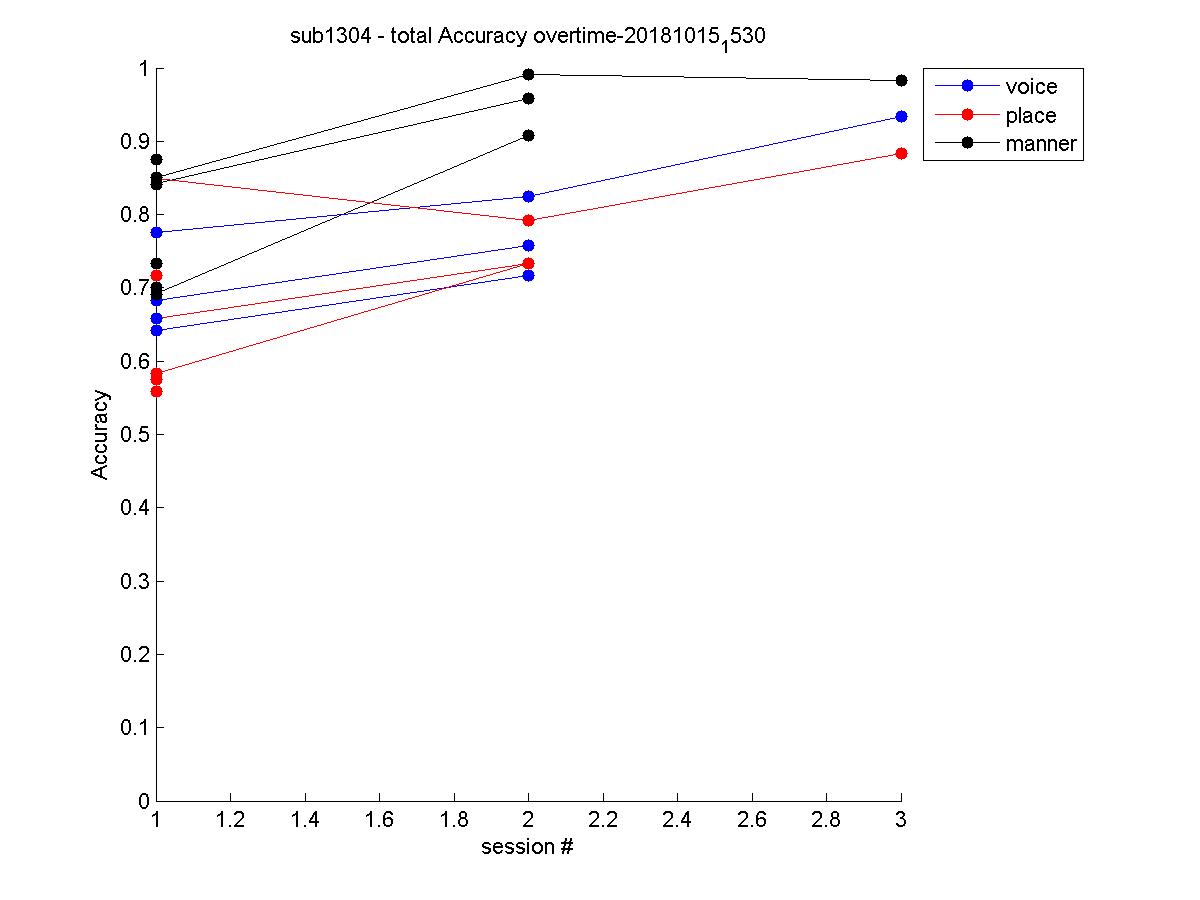 sub1304 - total Accuracy overtime-20181015₁530
voice
place
manner
1
0.9
0.8
0.7
0.6
0.5
0.4
0.3
0.2
0.1
0
Accuracy
1 1.2 1.4 1.6 1.8 2 2.2 2.4 2.6 2.8 3
session #